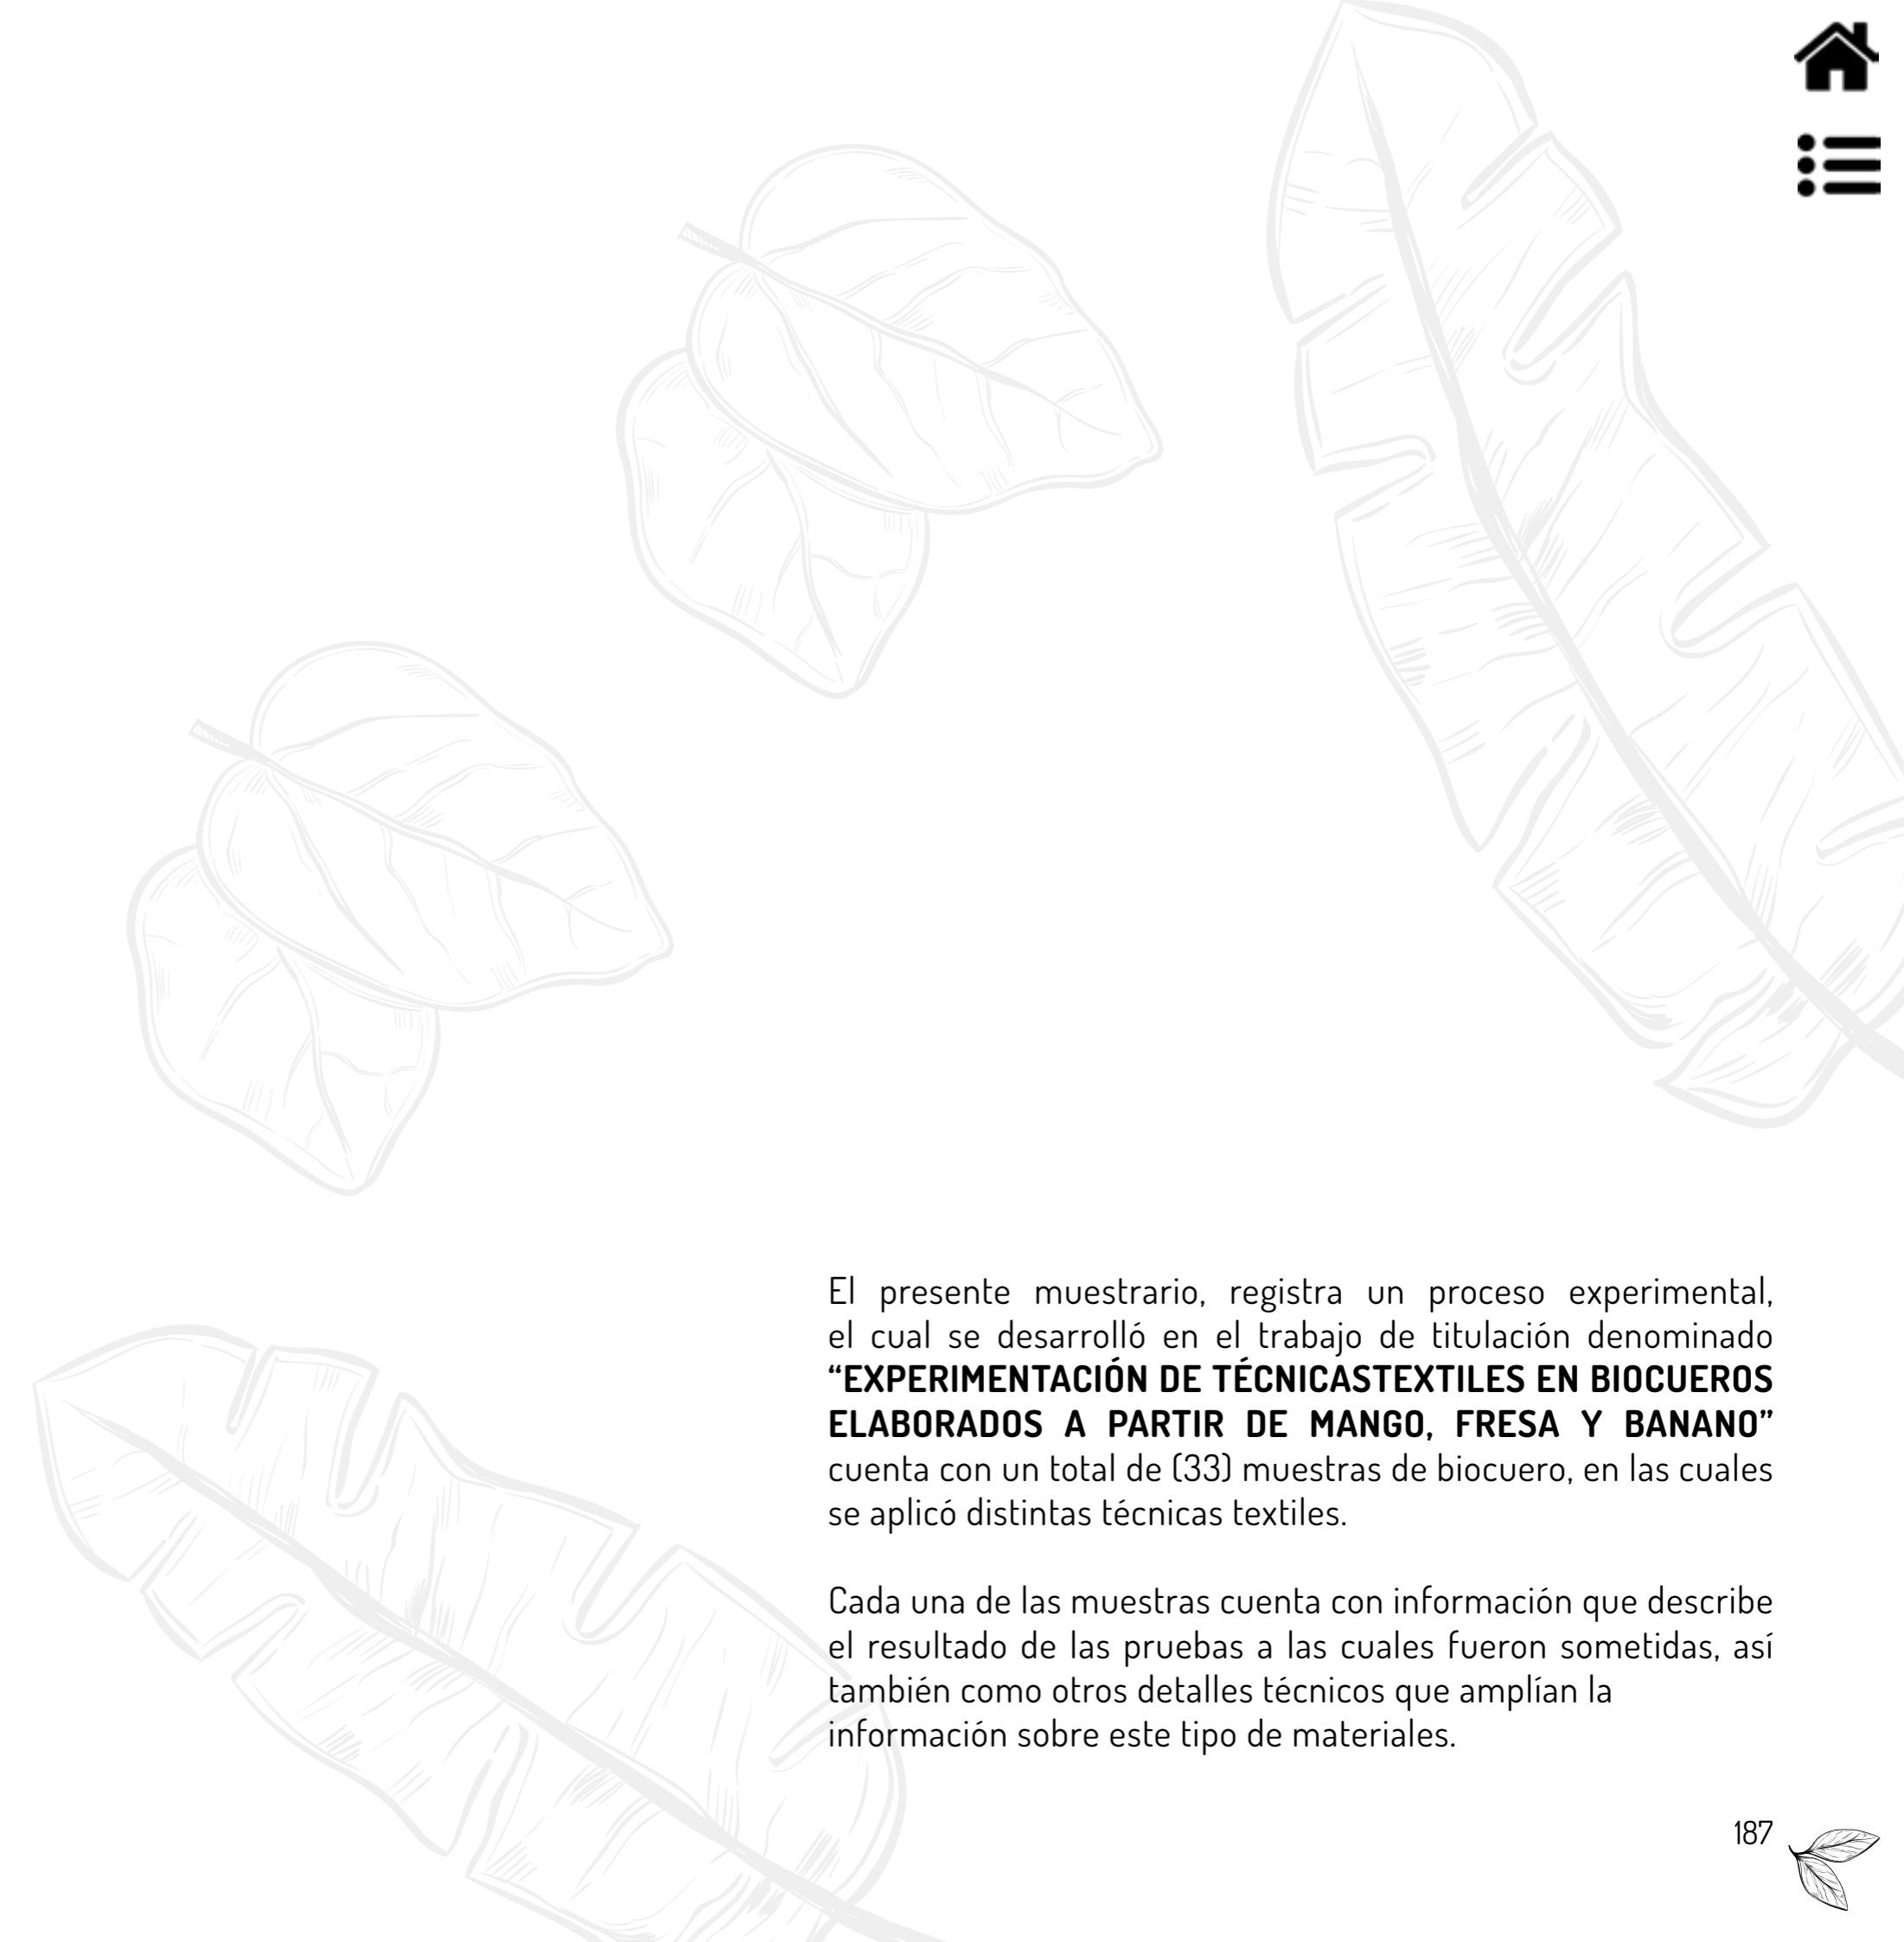 El presente muestrario, registra un proceso experimental,
el cual se desarrolló en el trabajo de titulación denominado
“EXPERIMENTACIÓN DE TÉCNICASTEXTILES EN BIOCUEROS
ELABORADOS A PARTIR DE MANGO, FRESA Y BANANO”
cuenta con un total de (33) muestras de biocuero, en las cuales
se aplicó distintas técnicas textiles.
Cada una de las muestras cuenta con información que describe
el resultado de las pruebas a las cuales fueron sometidas, así
también como otros detalles técnicos que amplían la
información sobre este tipo de materiales.
187